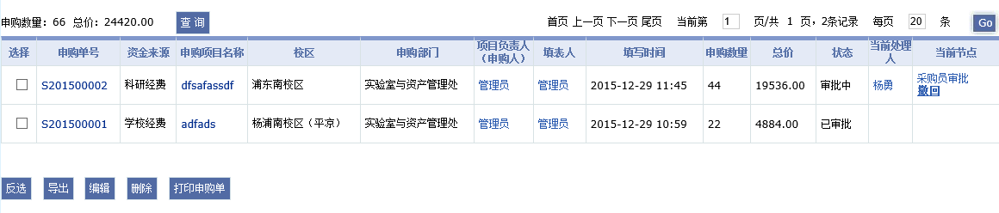 申购数量：66 总价：24420.00 查 询 首页 上一页 下一页 尾页 当前第 1 页/共 1 页，2条记录 每页 20 条 Go
选择 申购单号 资金来源 申购项目名称 校区 申购部门 项目负责人（申购人） 填表人 填写时间 申购数量 总价 状态 当前处理人 当前节点
S201500002 科研经费 dfsafassdf 浦东南校区 实验室与资产管理处 管理员 管理员 2015-12-29 11:45 44 19536.00 审批中 杨勇 采购员审批 撤回
S201500001 学校经费 adfads 杨浦南校区（平凉） 实验室与资产管理处 管理员 管理员 2015-12-29 10:59 22 4884.00 已审批
反选 导出 编辑 删除 打印申购单